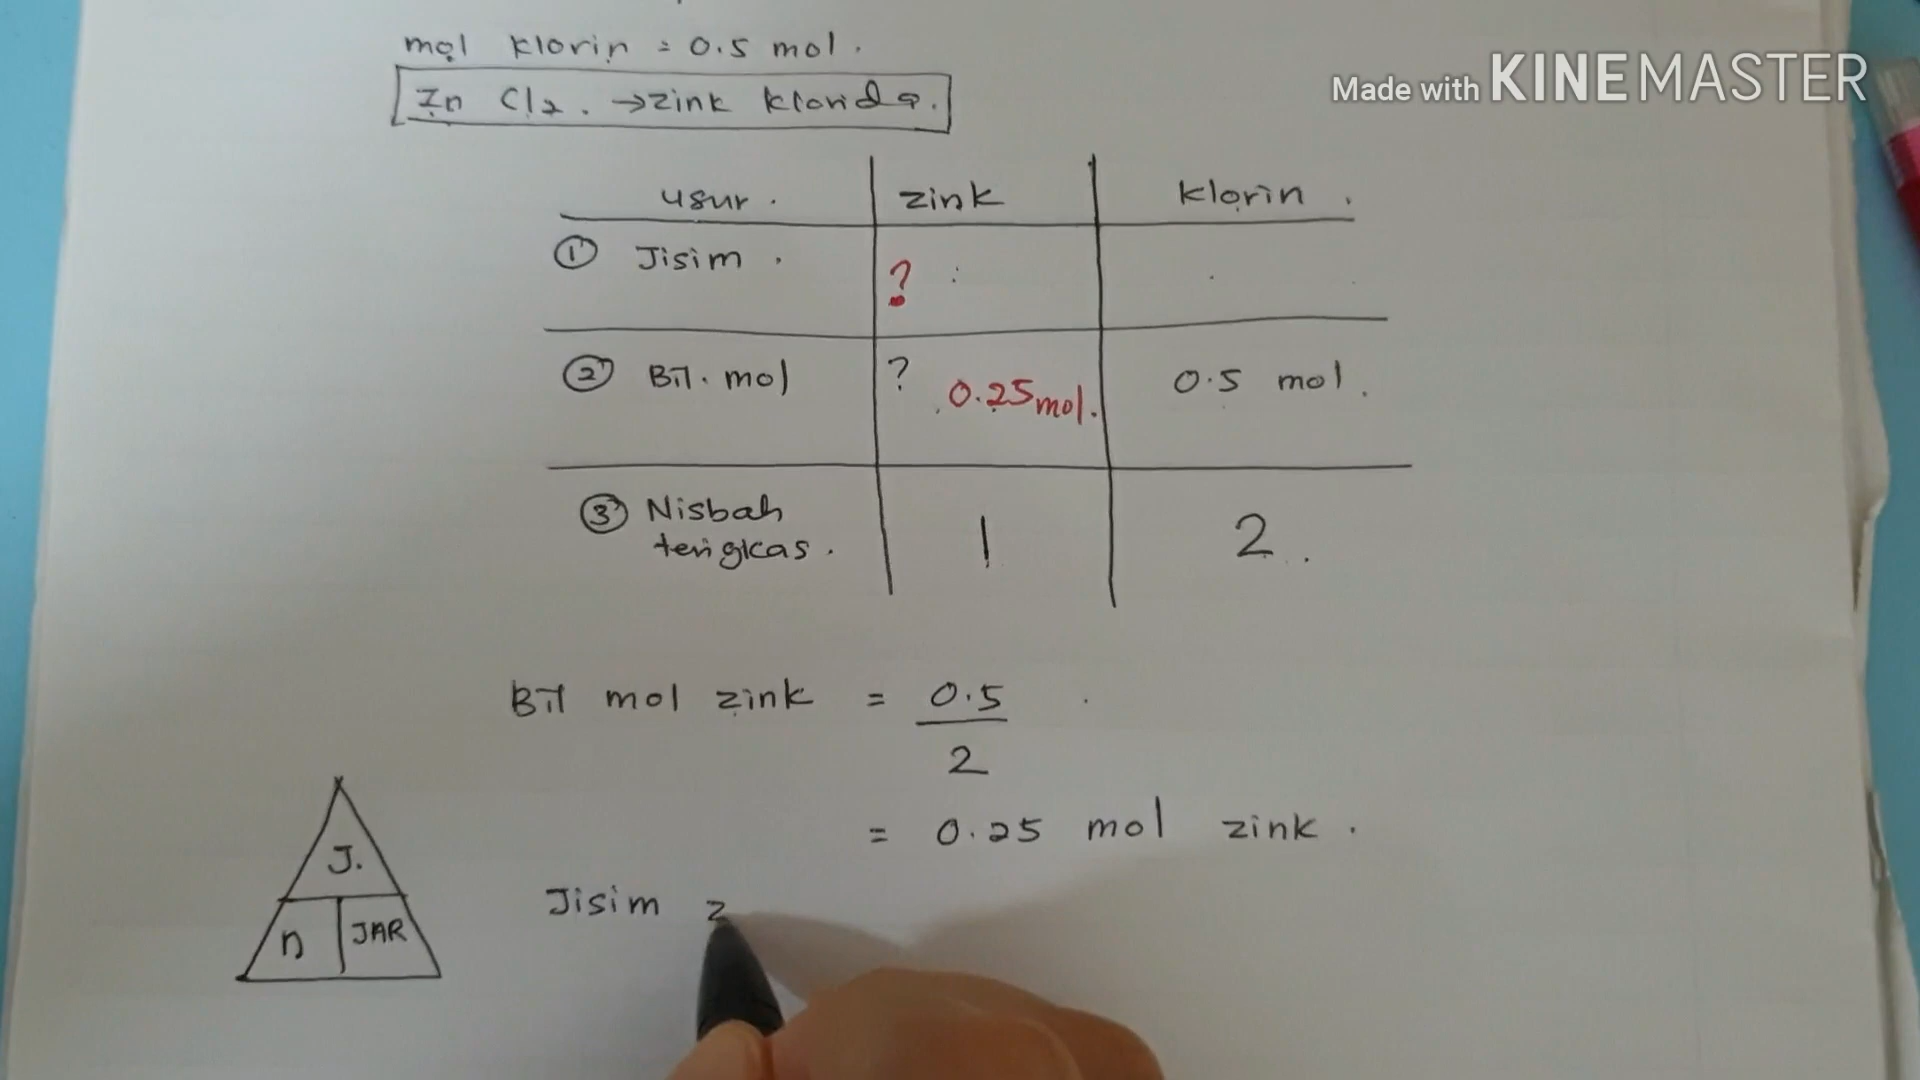 mol klorin = 0.5 mol.
Made with KINEMASTER
Zn Cl2. →zink klorida.
usur. zink klorin.
① Jisim. ?
② Bil. mol ? 0.25 mol. 0.5 mol.
③ Nisbah 1 2.
teringkas.
Bil mol zink = 0.5
2
= 0.25 mol zink.
J.
n JAR
Jisim z